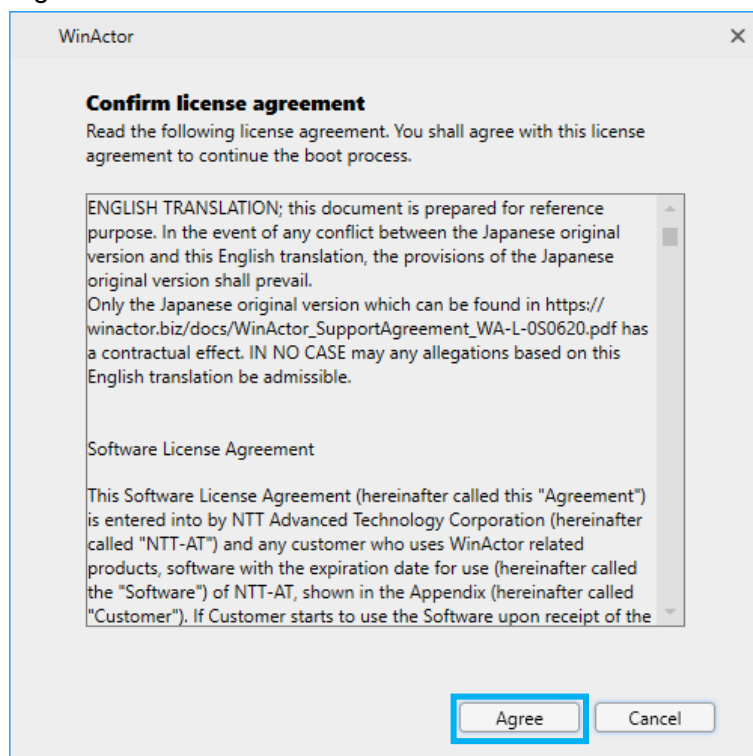 WinActor
Confirm license agreement
Read the following license agreement. You shall agree with this license
agreement to continue the boot process.
ENGLISH TRANSLATION; this document is prepared for reference
purpose. In the event of any conflict between the Japanese original
version and this English translation, the provisions of the Japanese
original version shall prevail.
Only the Japanese original version which can be found in https://
winactor.biz/docs/WinActor_SupportAgreement_WA-L-0S0620.pdf has
a contractual effect. IN NO CASE may any allegations based on this
English translation be admissible.
Software License Agreement
This Software License Agreement (hereinafter called this "Agreement")
is entered into by NTT Advanced Technology Corporation (hereinafter
called "NTT-AT") and any customer who uses WinActor related
products, software with the expiration date for use (hereinafter called
the "Software") of NTT-AT, shown in the Appendix (hereinafter called
"Customer"). If Customer starts to use the Software upon receipt of the
Agree Cancel